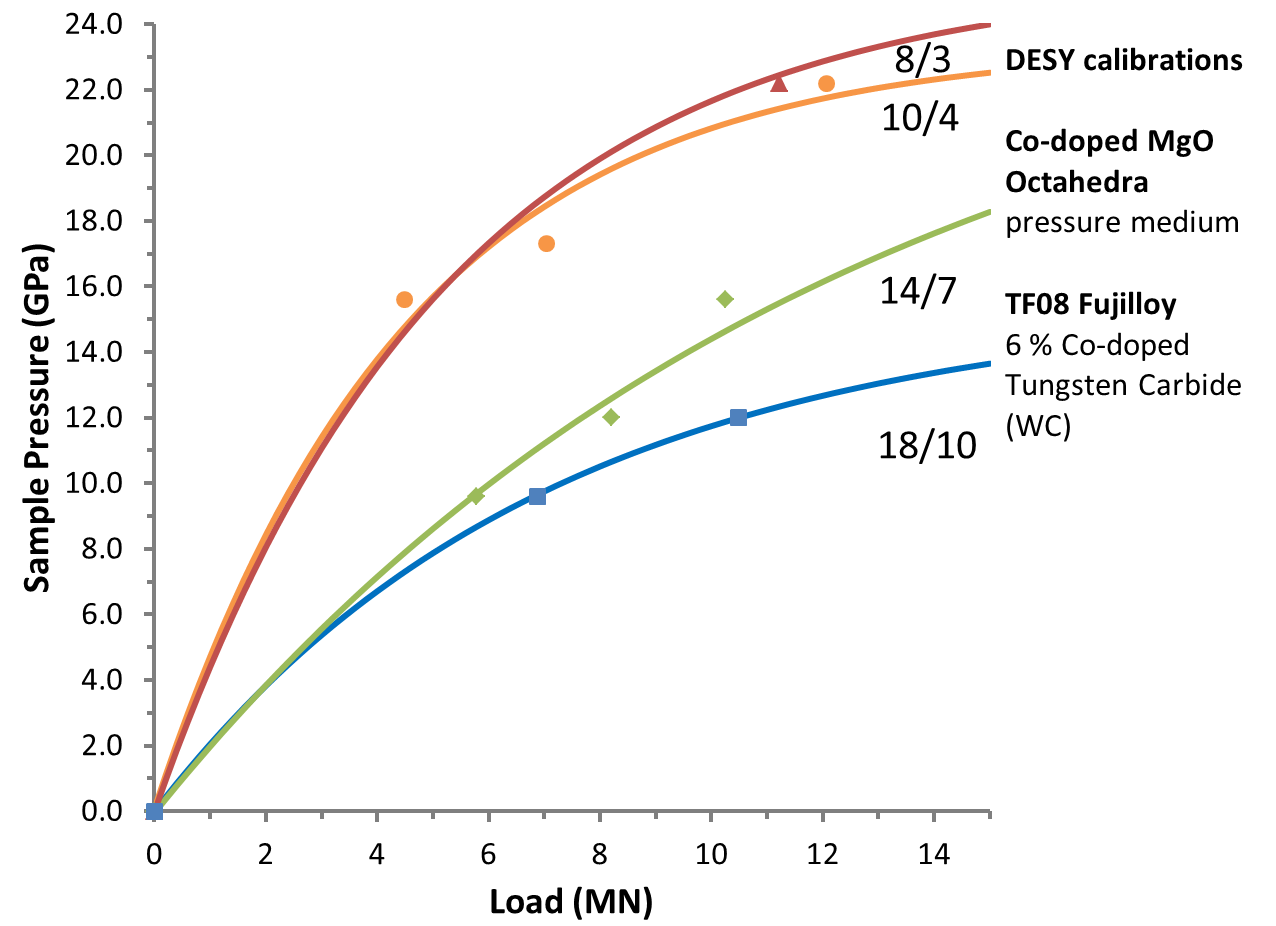 24.0
22.0
20.0
18.0
16.0
14.0
12.0
10.0
8.0
6.0
4.0
2.0
0.0
Sample Pressure (GPa)
0 2 4 6 8 10 12 14
Load (MN)
8/3
10/4
14/7
18/10
DESY calibrations
Co-doped MgO
Octahedra
pressure medium
TF08 Fujilloy
6 % Co-doped
Tungsten Carbide
(WC)